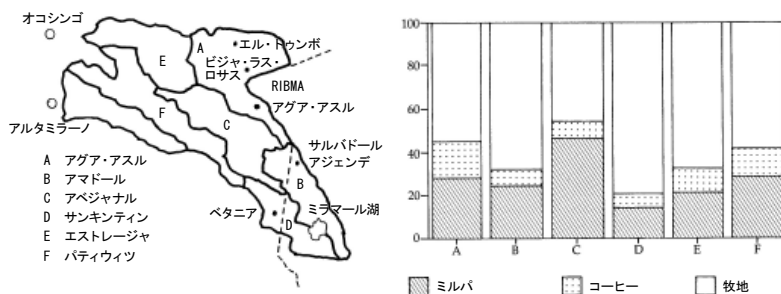 オコシンゴ
A
エル・トゥンボ
E
ビジャ・ラス・
ロサス
RIBMA
F
アグア・アスル
C
アルタミラーノ
サルバドール
アジェンデ
B
ベタニア
ミラマール湖
D
A アグア・アスル
B アマドール
C アベジャナル
D サンキンティン
E エストレージャ
F パティウィツ
100
80
60
40
20
0
A B C D E F
ミルパ コーヒー 牧地